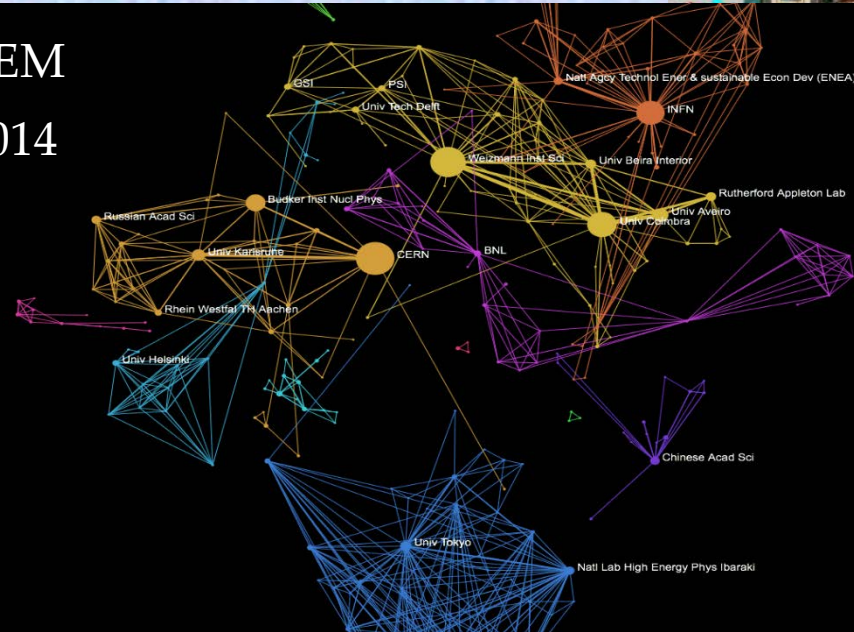 EM
014
GSI
PSI
Univ Tech Delft
Natl Agcy Technol Ener & sustainable Econ Dev (ENEA)
INFN
Weizmann Inst Sci
Univ Beira Interior
Rutherford Appleton Lab
Univ Aveiro
Univ Coimbra
Budker Inst Nucl Phys
Russian Acad Sci
Univ Karlsruhe
CERN
BNL
Rhein Westfal TH Aachen
Univ Helsinki
Chinese Acad Sci
Univ Tokyo
Natl Lab High Energy Phys Ibaraki